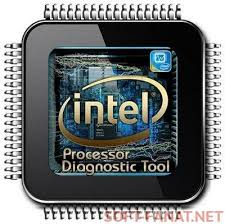 intel
Processor
Diagnostic Tool
SOFT-FANAT.NET